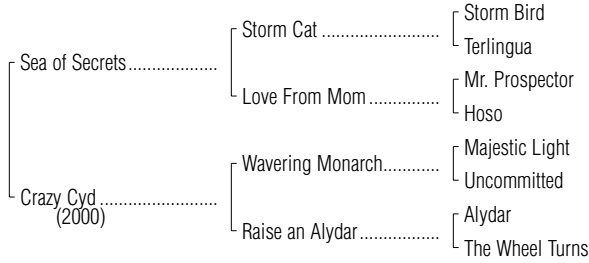 Storm Bird
Storm Cat ........................
Terlingua
Sea of Secrets..................
Mr. Prospector
Love From Mom ..............
Hoso
Majestic Light
Wavering Monarch...........
Uncommitted
Crazy Cyd ........................
(2000)
Alydar
Raise an Alydar................
The Wheel Turns